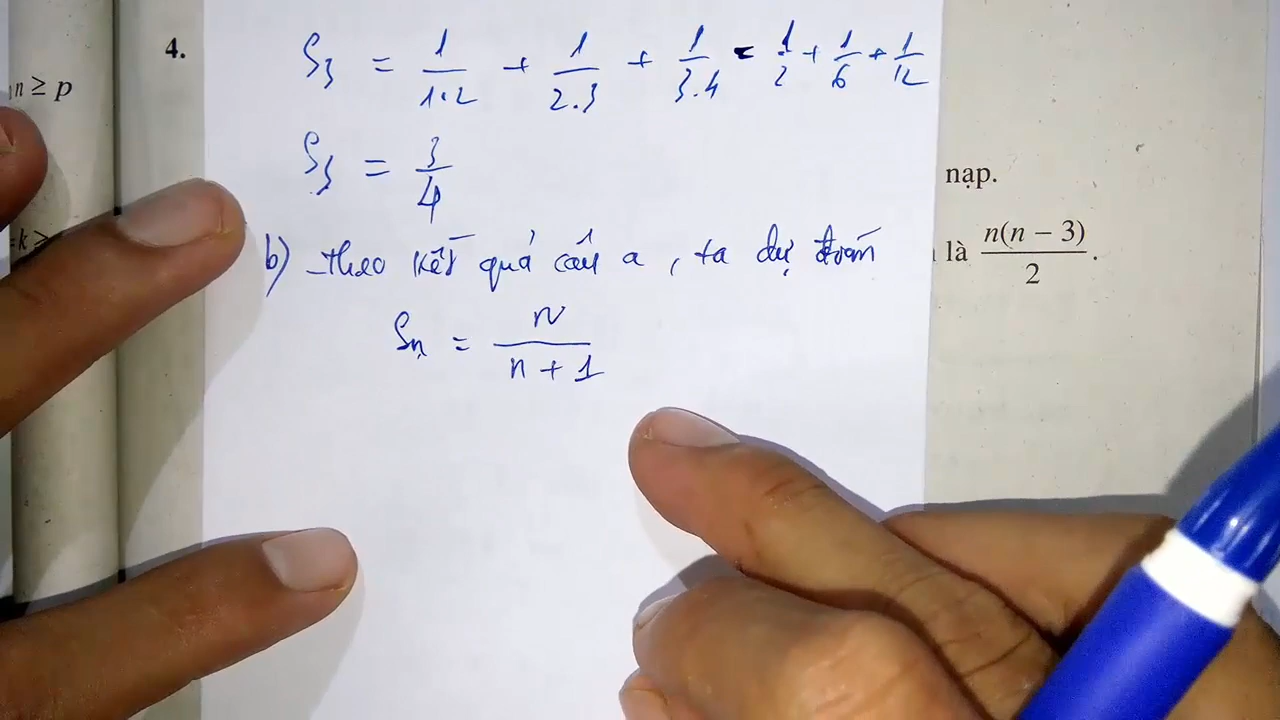 n ≥ p
4.
S₃ = 1/1.2 + 1/2.3 + 1/3.4 = 1/2 + 1/6 + 1/12
S₃ = 3/4
nạp.
k ≥
b) theo kết quả câu a, ta dự đoán
là n(n − 3)/2.
Sₙ = n/n + 1